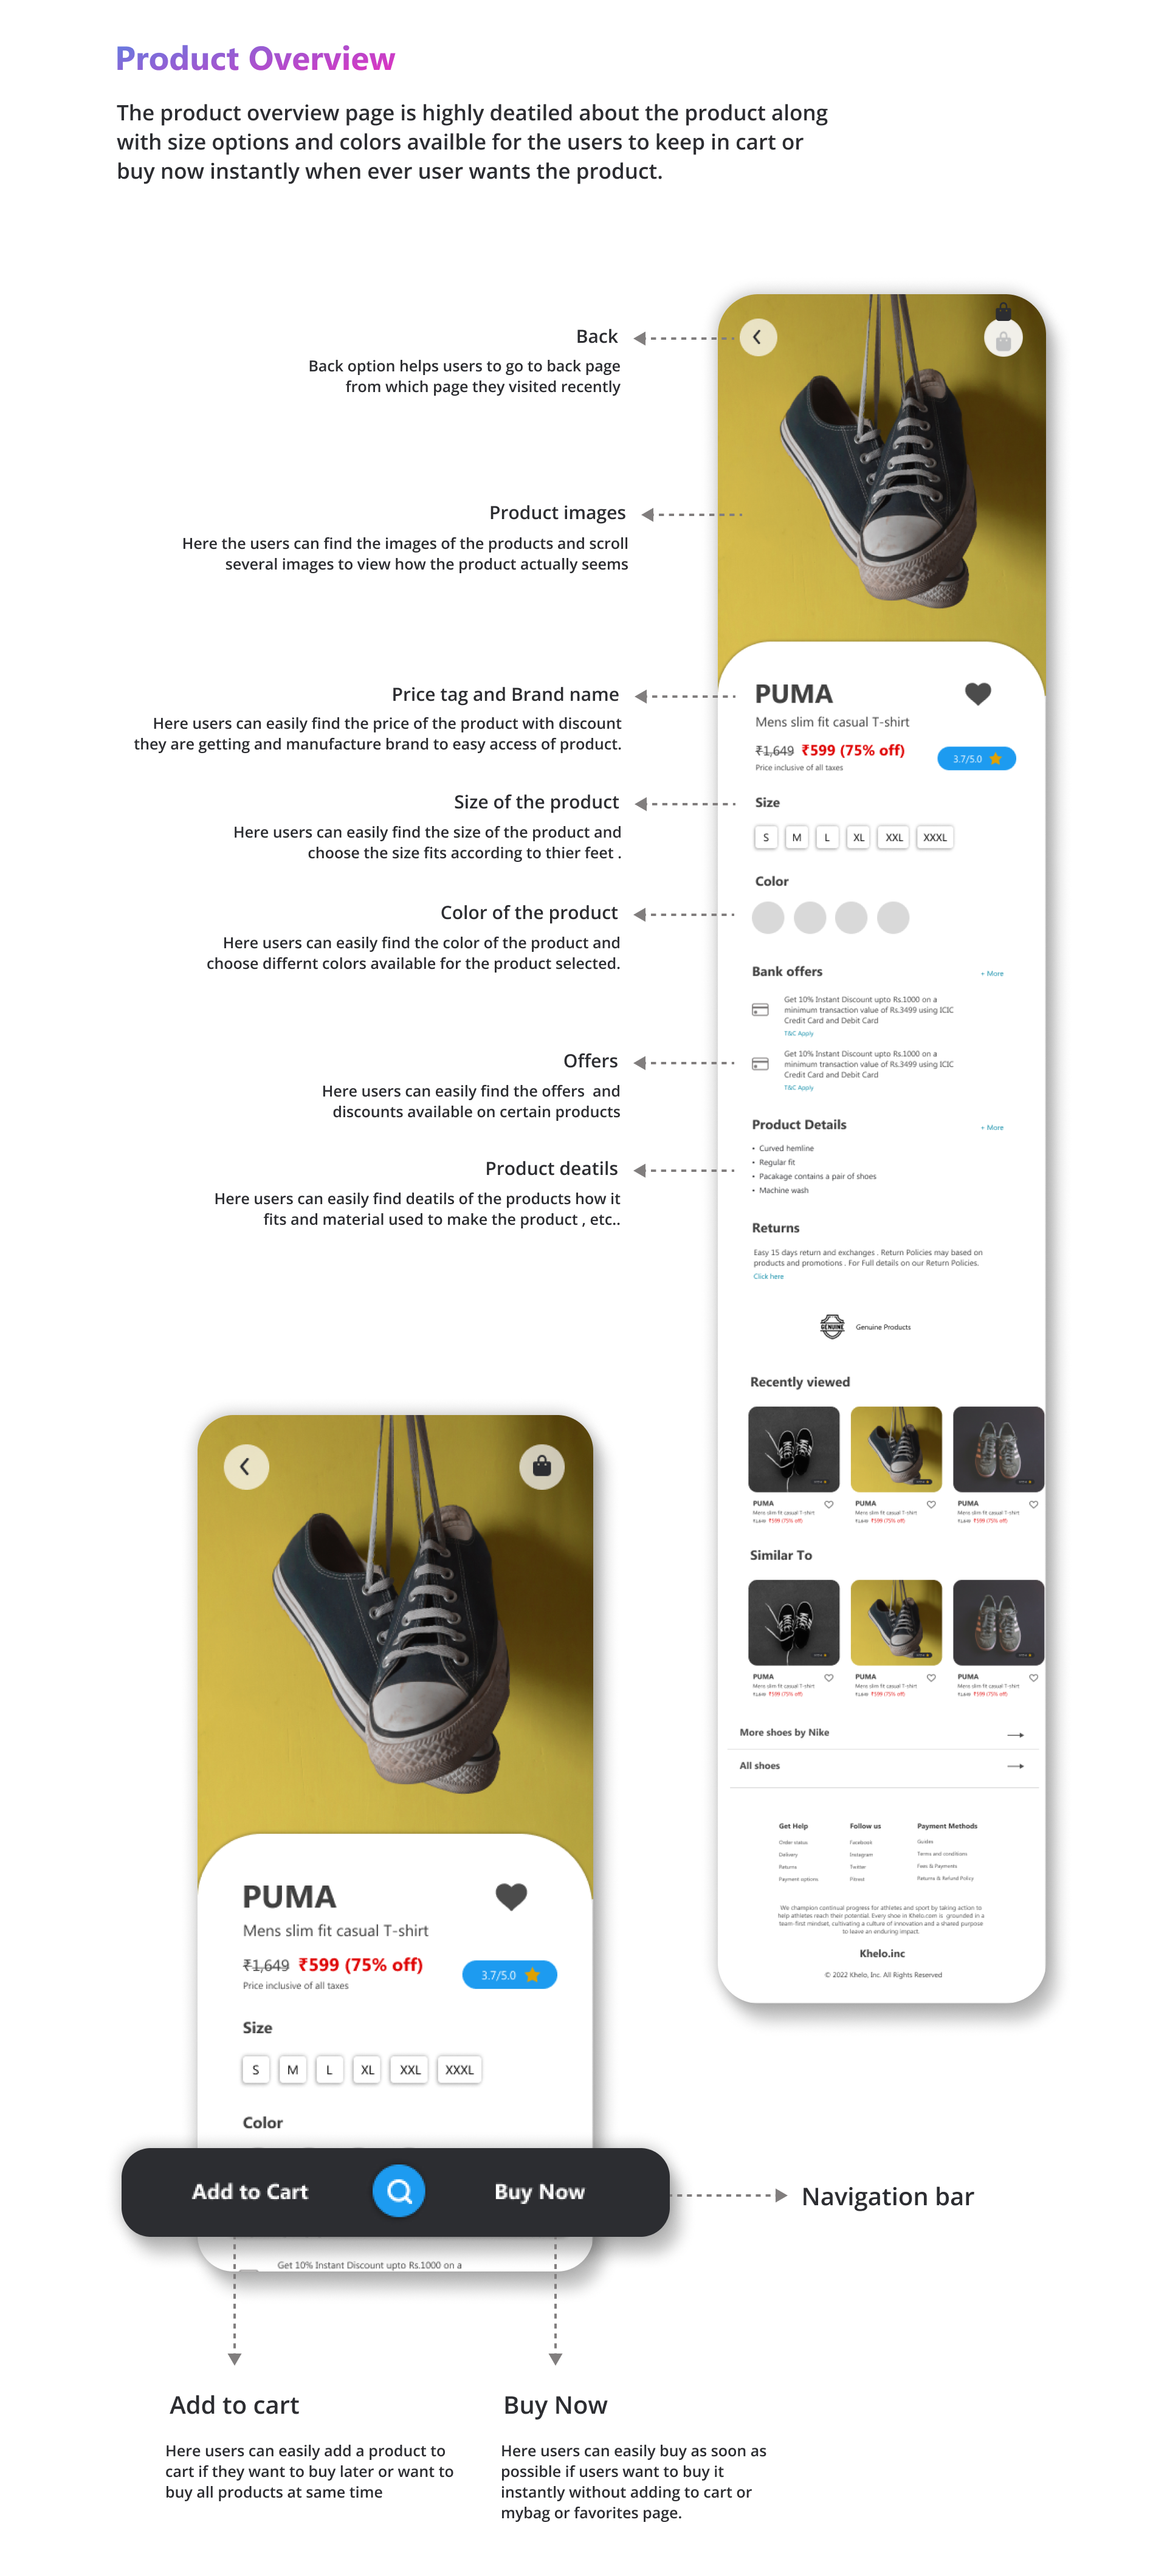 Product Overview
The product overview page is highly deatiled about the product along
with size options and colors availble for the users to keep in cart or
buy now instantly when ever user wants the product.
Back
Back option helps users to go to back page
from which page they visited recently
Product images
Here the users can find the images of the products and scroll
several images to view how the product actually seems
Price tag and Brand name
Here users can easily find the price of the product with discount
they are getting and manufacture brand to easy access of product.
Size of the product
Here users can easily find the size of the product and
choose the size fits according to thier feet .
Color of the product
Here users can easily find the color of the product and
choose differnt colors available for the product selected.
Offers
Here users can easily find the offers  and
discounts available on certain products
Product deatils
Here users can easily find deatils of the products how it
fits and material used to make the product , etc..
PUMA
Mens slim fit casual T-shirt
₹1,649 ₹599 (75% off)
Price inclusive of all taxes
3.7/5.0
Size
S M L XL XXL XXXL
Color
Bank offers
+ More
Get 10% Instant Discount upto Rs.1000 on a
minimum transaction value of Rs.3499 using ICIC
Credit Card and Debit Card
T&C Apply
Get 10% Instant Discount upto Rs.1000 on a
minimum transaction value of Rs.3499 using ICIC
Credit Card and Debit Card
T&C Apply
Product Details
+ More
• Curved hemline
• Regular fit
• Pacakage contains a pair of shoes
• Machine wash
Returns
Easy 15 days return and exchanges . Return Policies may based on
products and promotions . For Full details on our Return Policies.
Click here
GENUINE
Genuine Products
Recently viewed
PUMA
Mens slim fit casual T-shirt
₹1,649 ₹599 (75% off)
PUMA
Mens slim fit casual T-shirt
₹1,649 ₹599 (75% off)
PUMA
Mens slim fit casual T-shirt
₹1,649 ₹599 (75% off)
Similar To
PUMA
Mens slim fit casual T-shirt
₹1,649 ₹599 (75% off)
PUMA
Mens slim fit casual T-shirt
₹1,649 ₹599 (75% off)
PUMA
Mens slim fit casual T-shirt
₹1,649 ₹599 (75% off)
More shoes by Nike
All shoes
Get Help
Order status
Delivery
Returns
Payment options
Follow us
Facebook
Instagram
Twitter
Payment Methods
Guides
Terms and conditions
Fees & Payments
Returns & Refund Policy
We champion continual progress for athletes and sport by taking action to
help athletes reach their potential. Every shoe in Khelo.com is grounded in a
team-first mindset, cultivating a culture of innovation and a shared purpose
to leave an enduring impact.
Khelo.inc
© 2022 Khelo, Inc. All Rights Reserved
PUMA
Mens slim fit casual T-shirt
₹1,649 ₹599 (75% off)
Price inclusive of all taxes
3.7/5.0
Size
S M L XL XXL XXXL
Color
Add to Cart
Buy Now
Navigation bar
Get 10% Instant Discount upto Rs.1000 on a
Add to cart
Here users can easily add a product to
cart if they want to buy later or want to
buy all products at same time
Buy Now
Here users can easily buy as soon as
possible if users want to buy it
instantly without adding to cart or
mybag or favorites page.